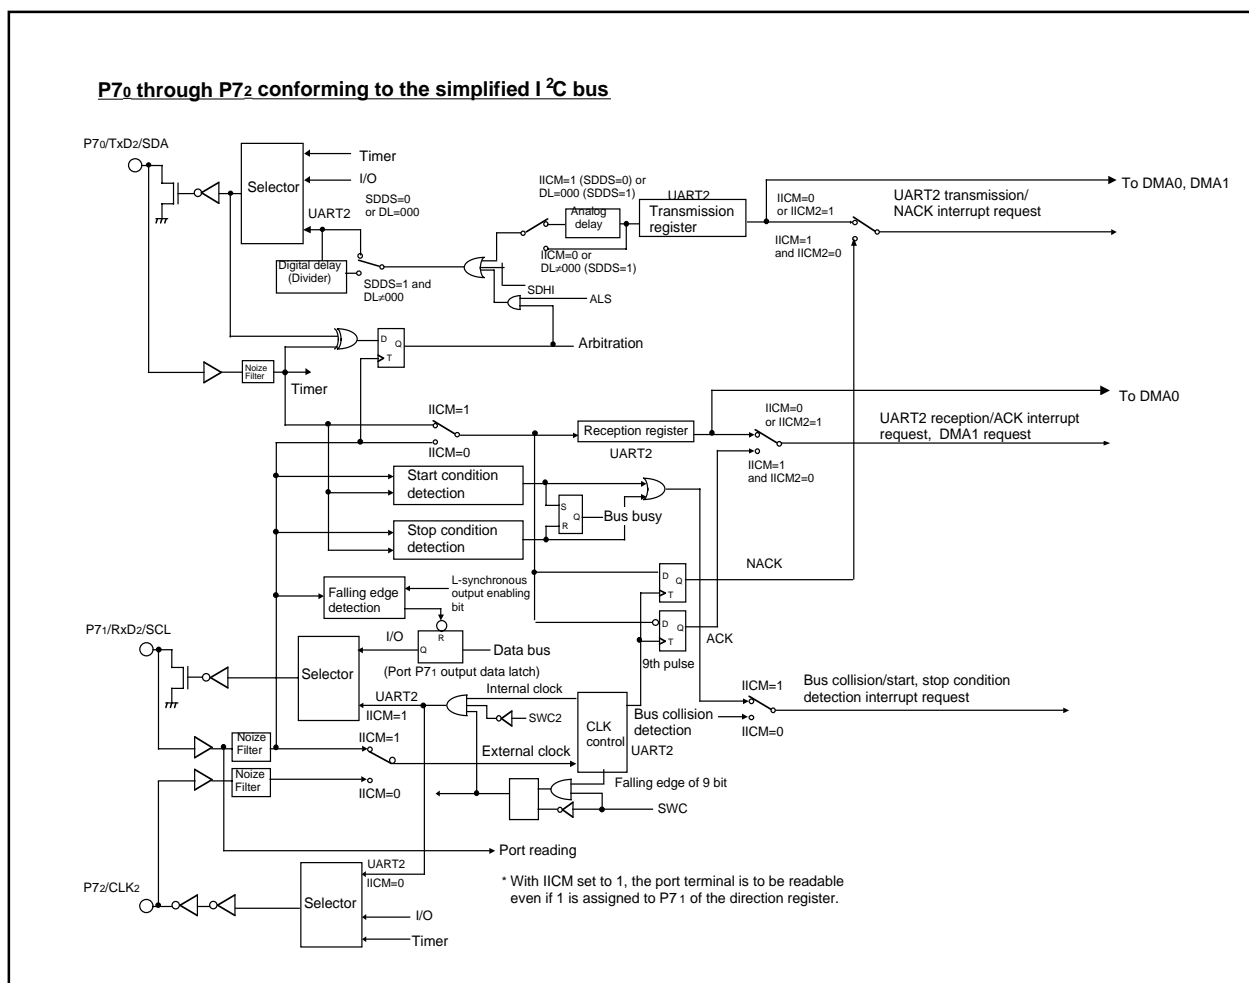 P70 through P72 conforming to the simplified I 2C bus
P70/TxD2/SDA
Selector
Timer
I/O
UART2
SDDS=0
or DL=000
Digital delay
(Divider)
SDDS=1 and
DL≠000
IICM=1 (SDDS=0) or
DL=000 (SDDS=1)
Analog
delay
IICM=0 or
DL≠000 (SDDS=1)
SDHI
ALS
UART2
Transmission
register
IICM=0
or IICM2=1
IICM=1
and IICM2=0
UART2 transmission/
NACK interrupt request
To DMA0, DMA1
D
Q
T
Arbitration
Noize
Filter
Timer
To DMA0
IICM=1
IICM=0
Reception register
UART2
IICM=0
or IICM2=1
IICM=1
and IICM2=0
UART2 reception/ACK interrupt
request, DMA1 request
Start condition
detection
S
R
Q
Bus busy
Stop condition
detection
NACK
D
Q
T
Falling edge
detection
L-synchronous
output enabling
bit
P71/RxD2/SCL
I/O
R
Q
Data bus
(Port P71 output data latch)
D
Q
T
ACK
9th pulse
Selector
UART2
IICM=1
Internal clock
SWC2
CLK
control
UART2
Bus collision
detection
IICM=1
IICM=0
Bus collision/start, stop condition
detection interrupt request
Noize
Filter
IICM=1
External clock
Noize
Filter
IICM=0
Falling edge of 9 bit
SWC
Port reading
UART2
IICM=0
P72/CLK2
Selector
I/O
Timer
* With IICM set to 1, the port terminal is to be readable
even if 1 is assigned to P71 of the direction register.